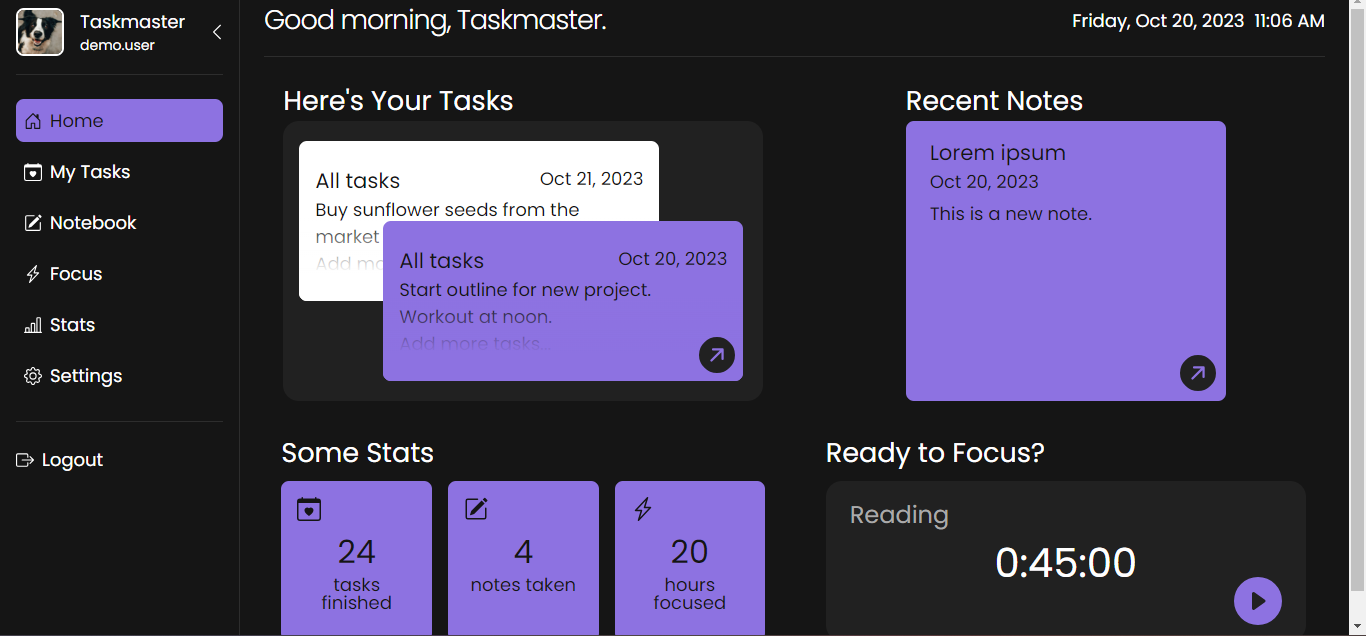 Taskmaster
demo.user
Home
My Tasks
Notebook
Focus
Stats
Settings
Logout
Good morning, Taskmaster.
Friday, Oct 20, 2023 11:06 AM
Here's Your Tasks
All tasks
Oct 21, 2023
Buy sunflower seeds from the
market
Add mo
All tasks
Oct 20, 2023
Start outline for new project.
Workout at noon.
Add more tasks...
Recent Notes
Lorem ipsum
Oct 20, 2023
This is a new note.
Some Stats
24
tasks
finished
4
notes taken
20
hours
focused
Ready to Focus?
Reading
0:45:00